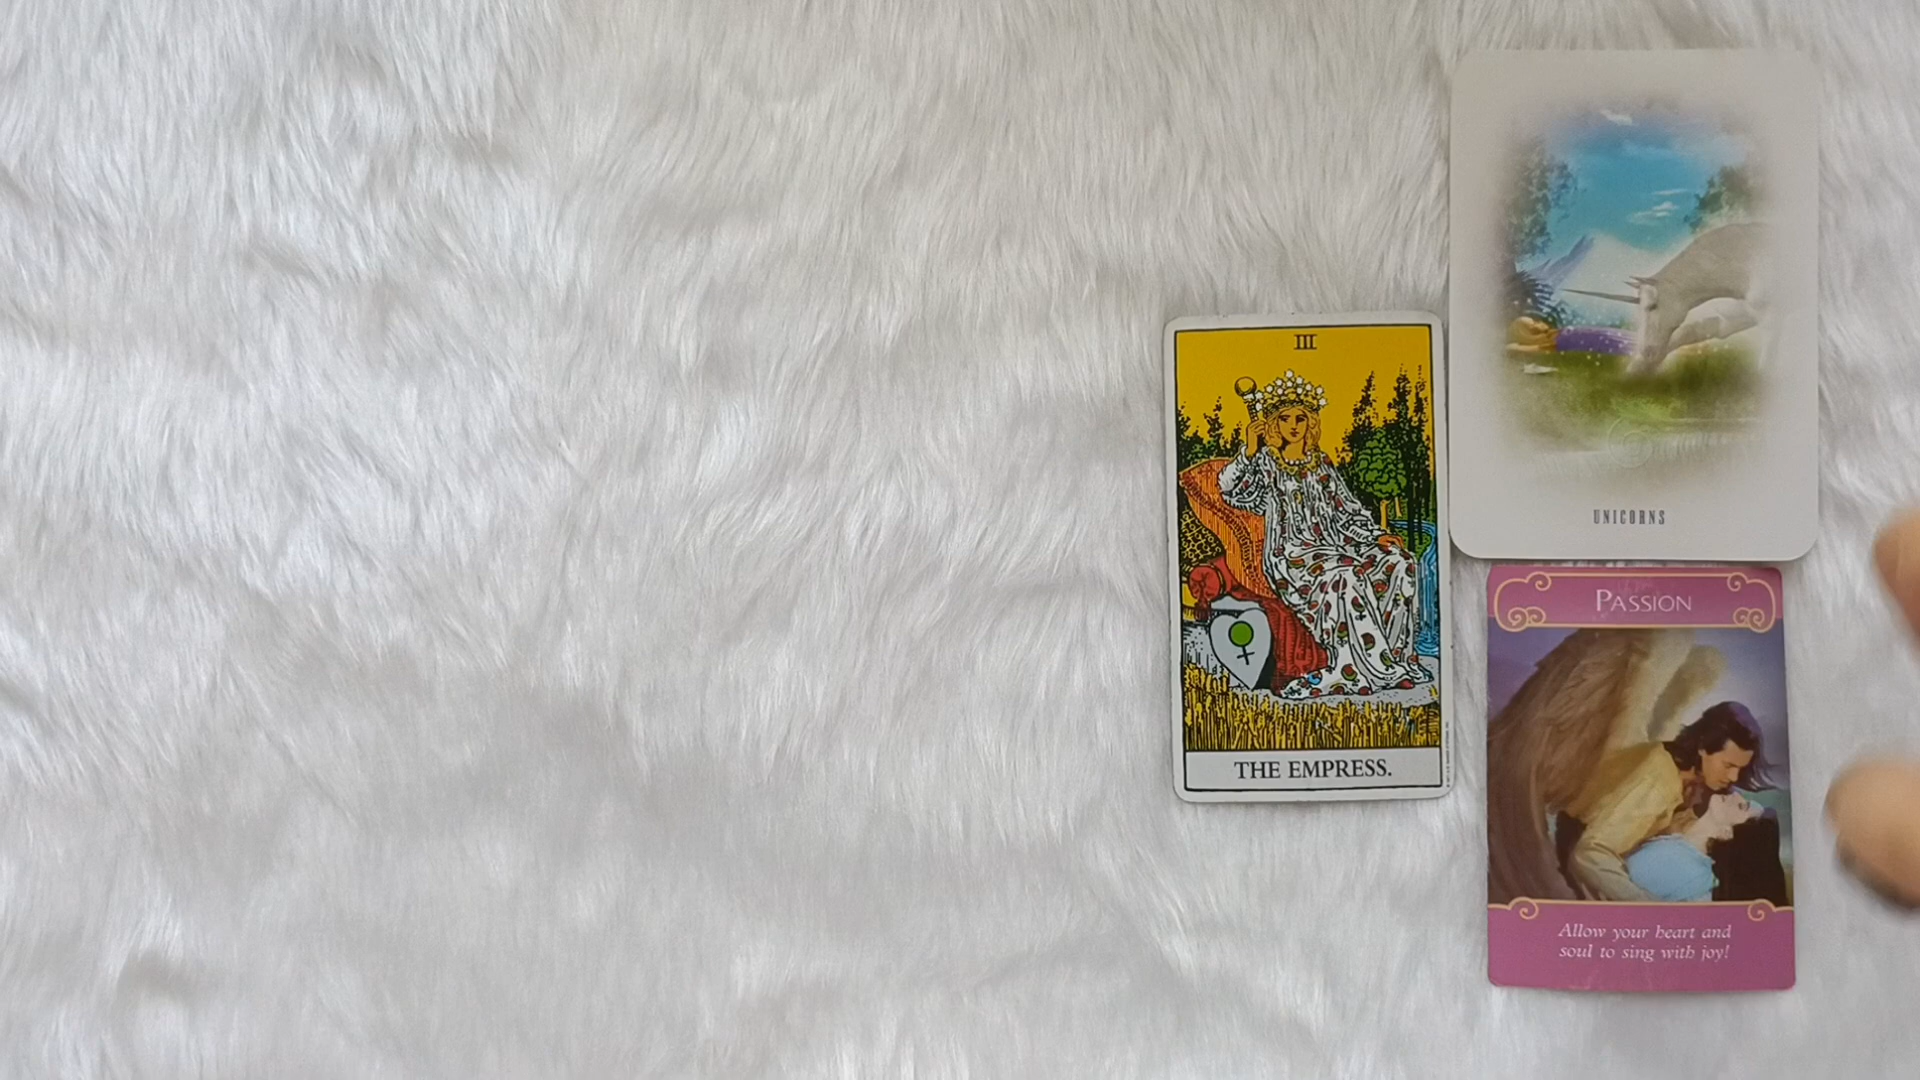 III
THE EMPRESS.
UNICORNS
PASSION
Allow your heart and
soul to sing with joy!